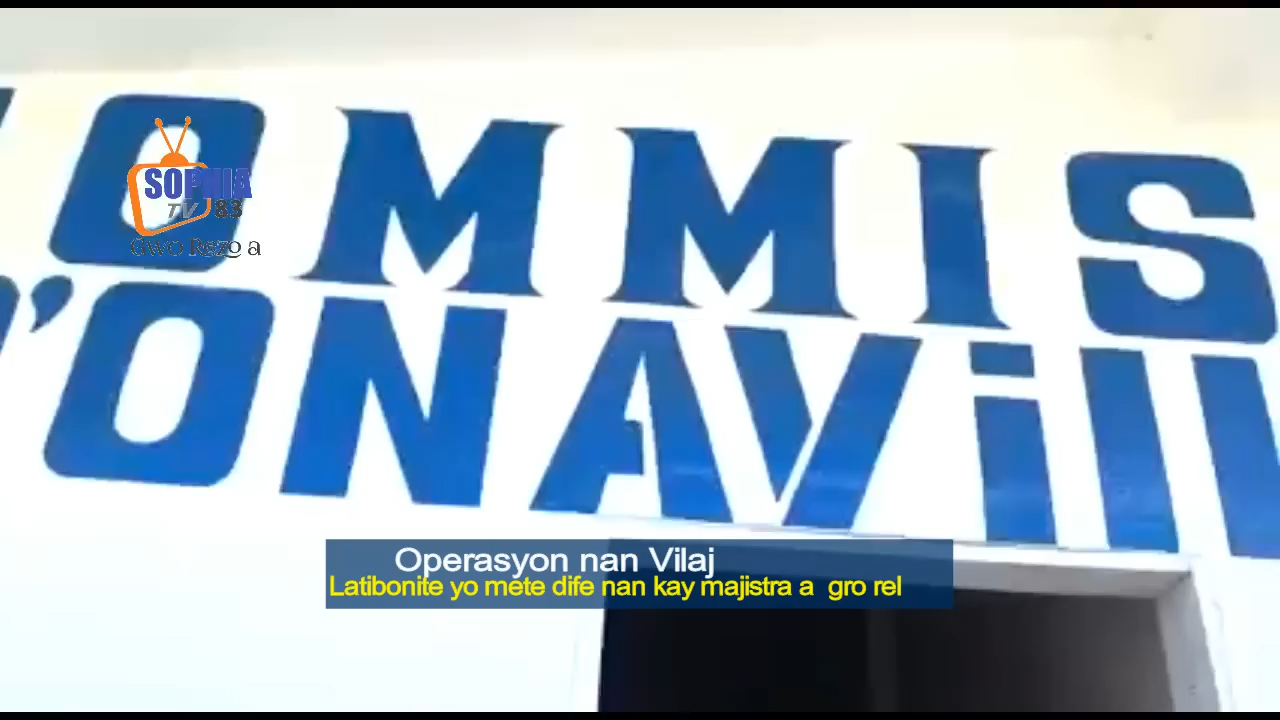 OMMIS
SOPHIA
TV 83
Gwo Rezo a
D'ONAVill
Operasyon nan Vilaj
Latibonite yo mete dife nan kay majistra a gro rel